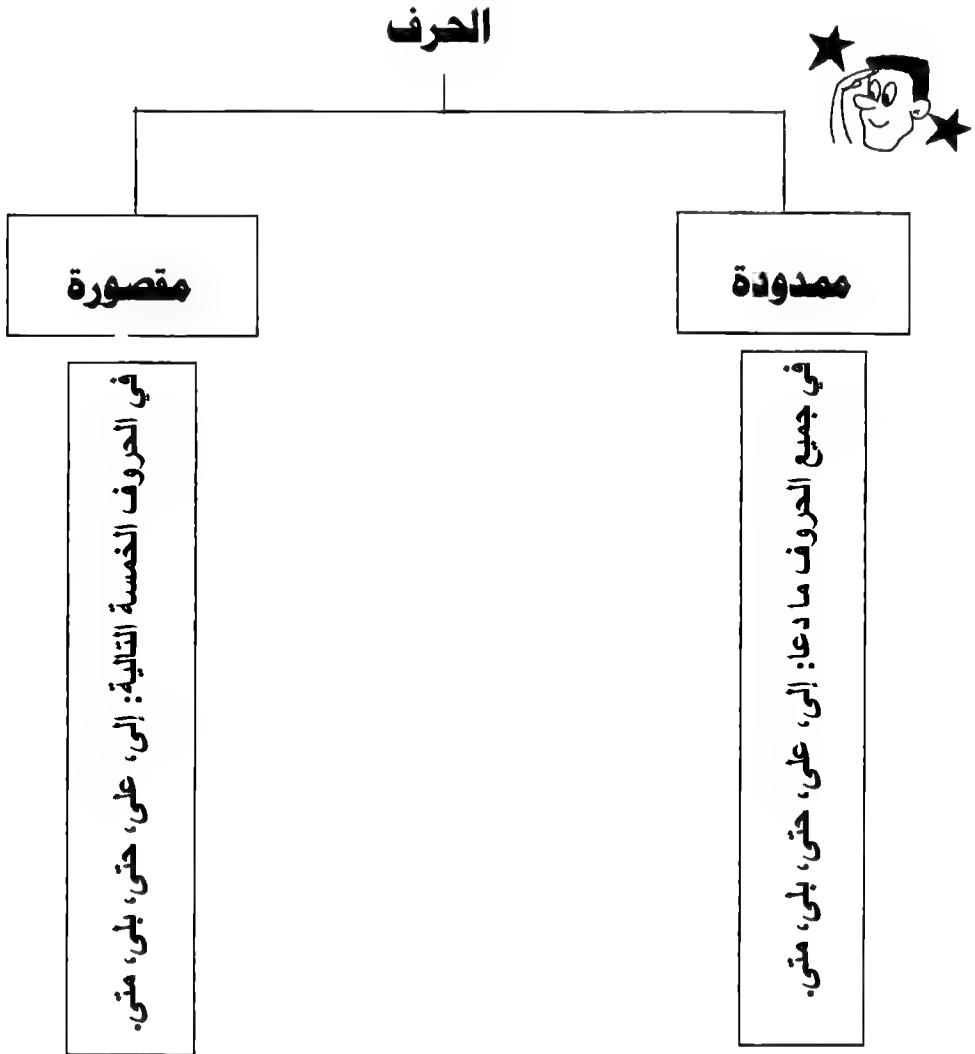 الحرف
ممدودة
مقصورة
في جميع الحروف ما دعا: إلى، على، حتى، بلى، متى.
في الحروف الخمسة التالية: إلى، على، حتى، بلى، متى.